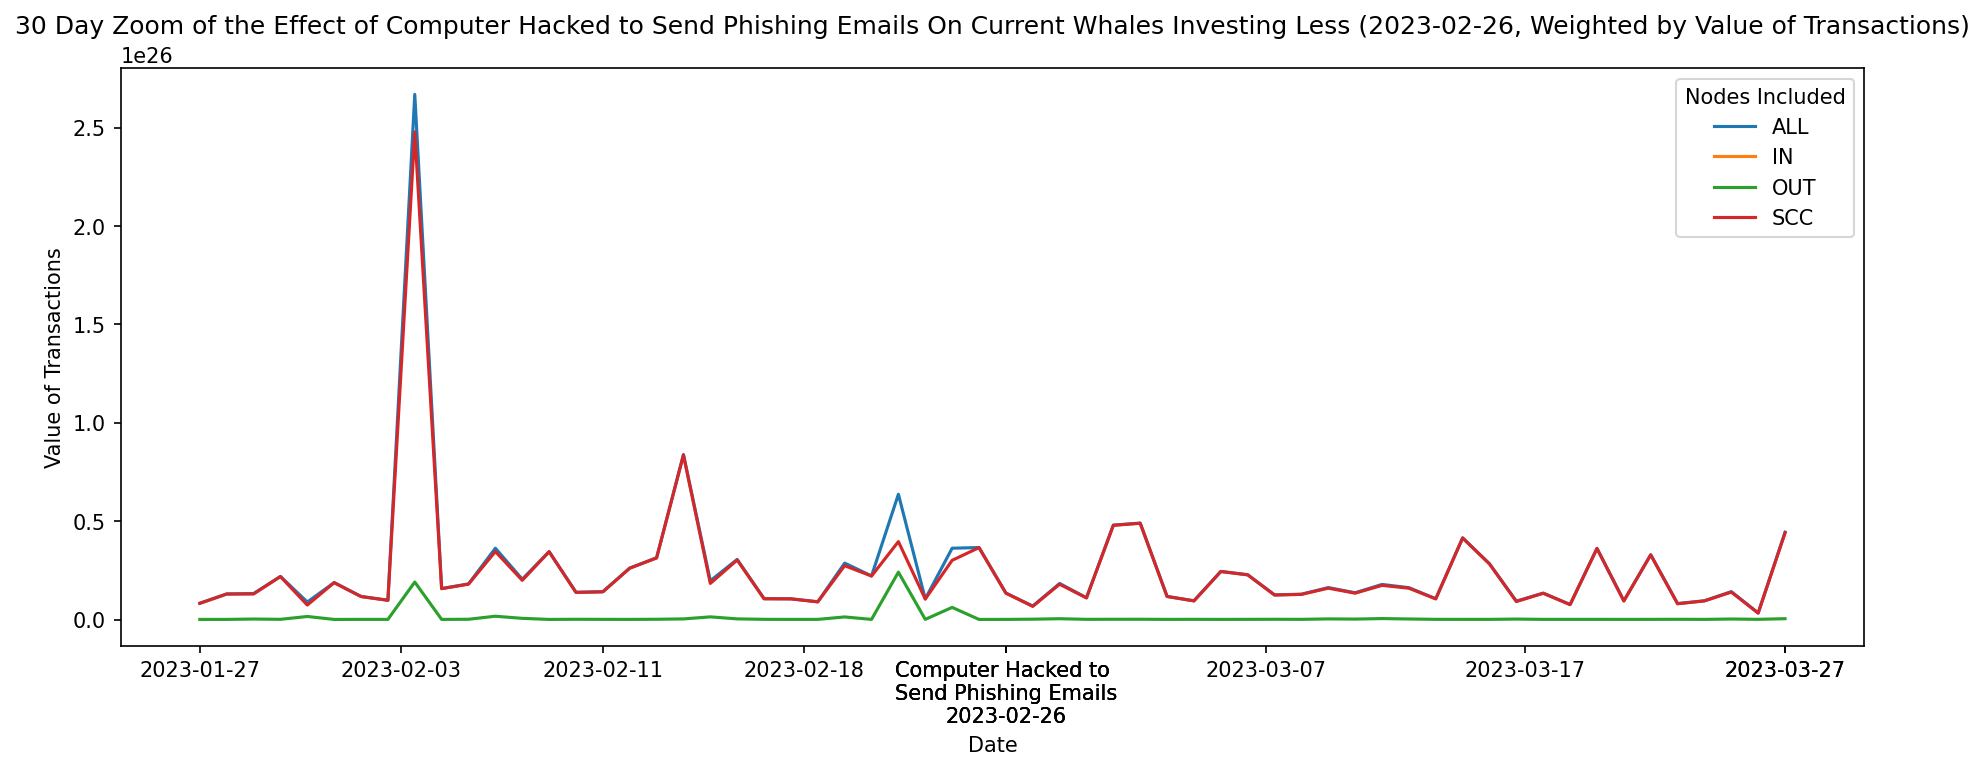 30 Day Zoom of the Effect of Computer Hacked to Send Phishing Emails On Current Whales Investing Less (2023-02-26, Weighted by Value of Transactions)
1e26
Nodes Included
ALL
IN
OUT
SCC
Value of Transactions
2.5
2.0
1.5
1.0
0.5
0.0
2023-01-27
2023-02-03
2023-02-11
2023-02-18
Computer Hacked to
Send Phishing Emails
2023-02-26
2023-03-07
2023-03-17
2023-03-27
Date